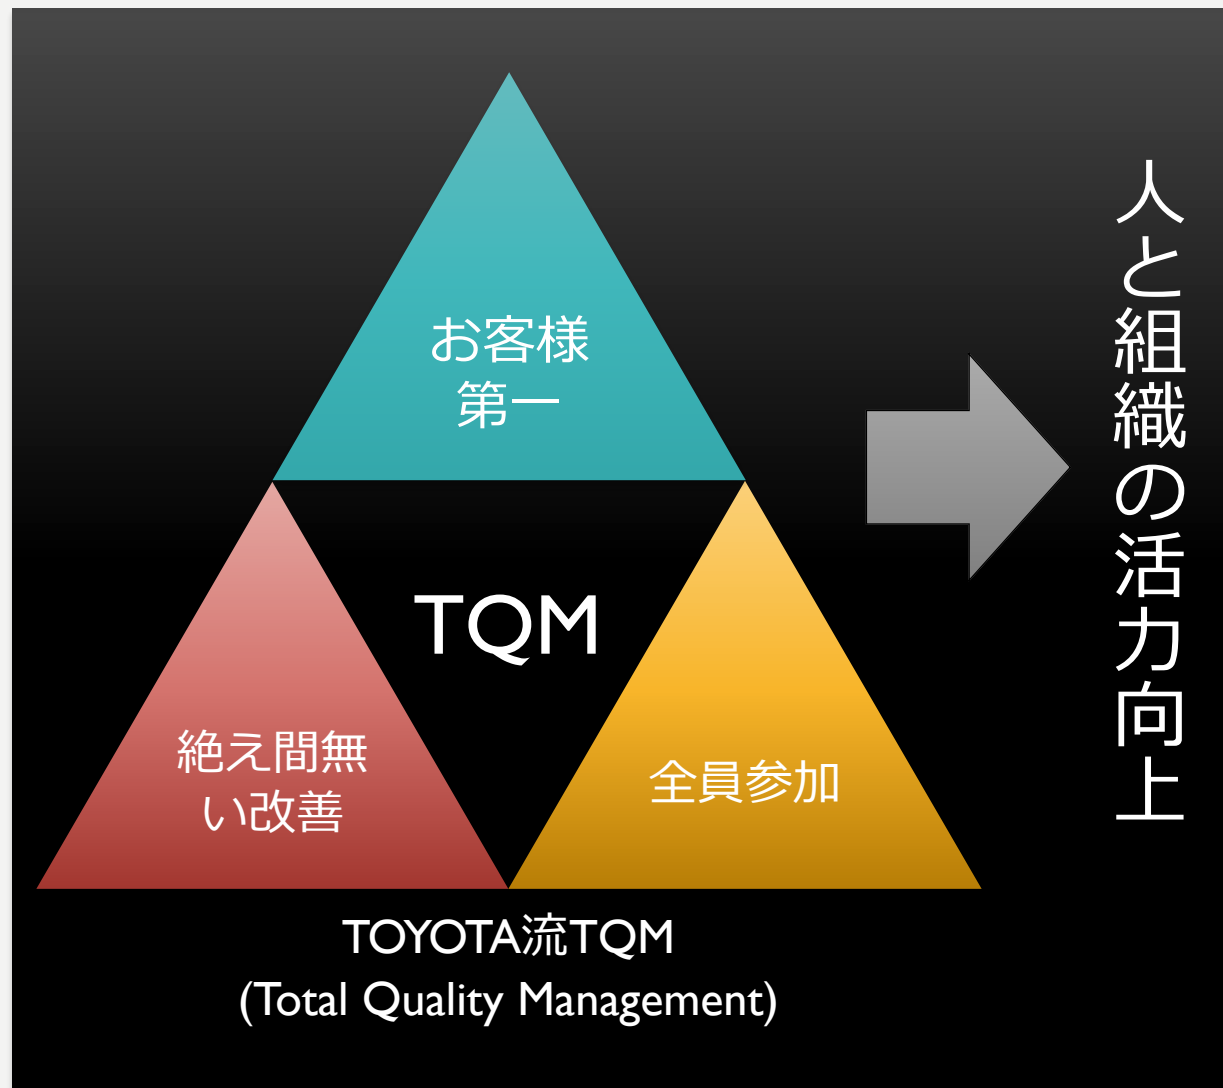 お客様
第一
TQM
絶え間無
い改善
全員参加
TOYOTA流TQM
(Total Quality Management)
人と組織の活力向上